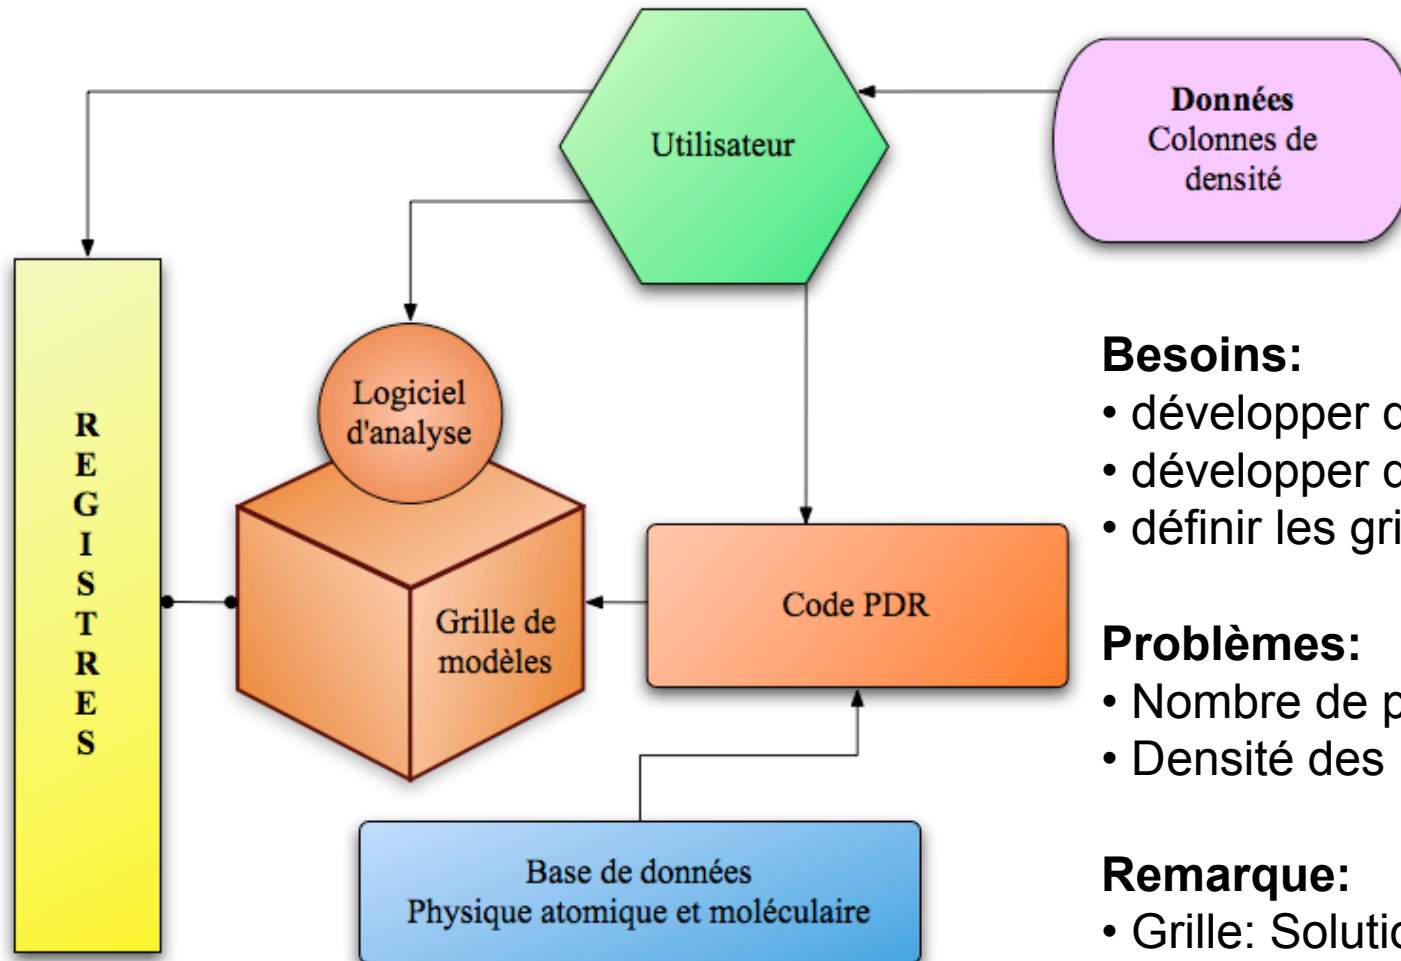 Utilisateur
Données
Colonnes de
densité
Logiciel
d'analyse
REGISTRES
Grille de
modèles
Code PDR
Base de données
Physique atomique et moléculaire
Besoins:
• développer
• développer
• définir les
Problèmes:
• Nombre de
• Densité des
Remarque:
• Grille: